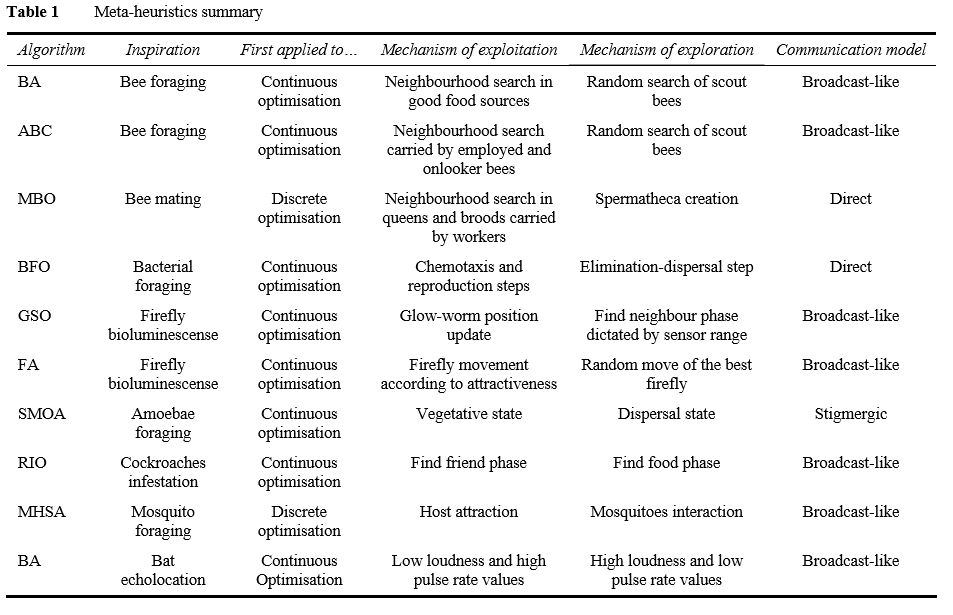 Table 1 Meta-heuristics summary
Algorithm Inspiration First applied to… Mechanism of exploitation Mechanism of exploration Communication model
BA Bee foraging Continuous optimisation Neighbourhood search in good food sources Random search of scout bees Broadcast-like
ABC Bee foraging Continuous optimisation Neighbourhood search carried by employed and onlooker bees Random search of scout bees Broadcast-like
MBO Bee mating Discrete optimisation Neighbourhood search in queens and broods carried by workers Spermatheca creation Direct
BFO Bacterial foraging Continuous optimisation Chemotaxis and reproduction steps Elimination-dispersal step Direct
GSO Firefly bioluminescense Continuous optimisation Glow-worm position update Find neighbour phase dictated by sensor range Broadcast-like
FA Firefly bioluminescense Continuous optimisation Firefly movement according to attractiveness Random move of the best firefly Broadcast-like
SMOA Amoebae foraging Continuous optimisation Vegetative state Dispersal state Stigmergic
RIO Cockroaches infestation Continuous optimisation Find friend phase Find food phase Broadcast-like
MHSA Mosquito foraging Discrete optimisation Host attraction Mosquitoes interaction Broadcast-like
BA Bat echolocation Continuous Optimisation Low loudness and high pulse rate values High loudness and low pulse rate values Broadcast-like